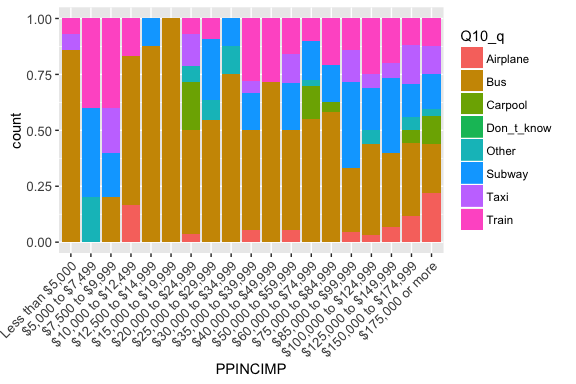 1.00
0.75
0.50
0.25
0.00
count
Less than $5,000
$5,000 to $7,499
$7,500 to $9,999
$10,000 to $12,499
$12,500 to $14,999
$15,000 to $19,999
$20,000 to $24,999
$25,000 to $29,999
$30,000 to $34,999
$35,000 to $39,999
$40,000 to $49,999
$50,000 to $59,999
$60,000 to $74,999
$75,000 to $84,999
$85,000 to $99,999
$100,000 to $124,999
$125,000 to $149,999
$150,000 to $174,999
$175,000 or more
PPINCIMP
Q10_q
Airplane
Bus
Carpool
Don_t_know
Other
Subway
Taxi
Train